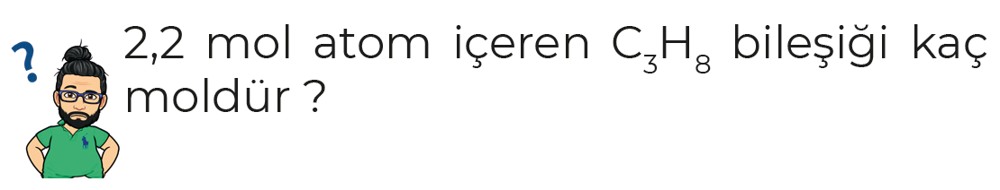 2,2 mol atom içeren C₃H₈ bileşiği kaç
moldür ?